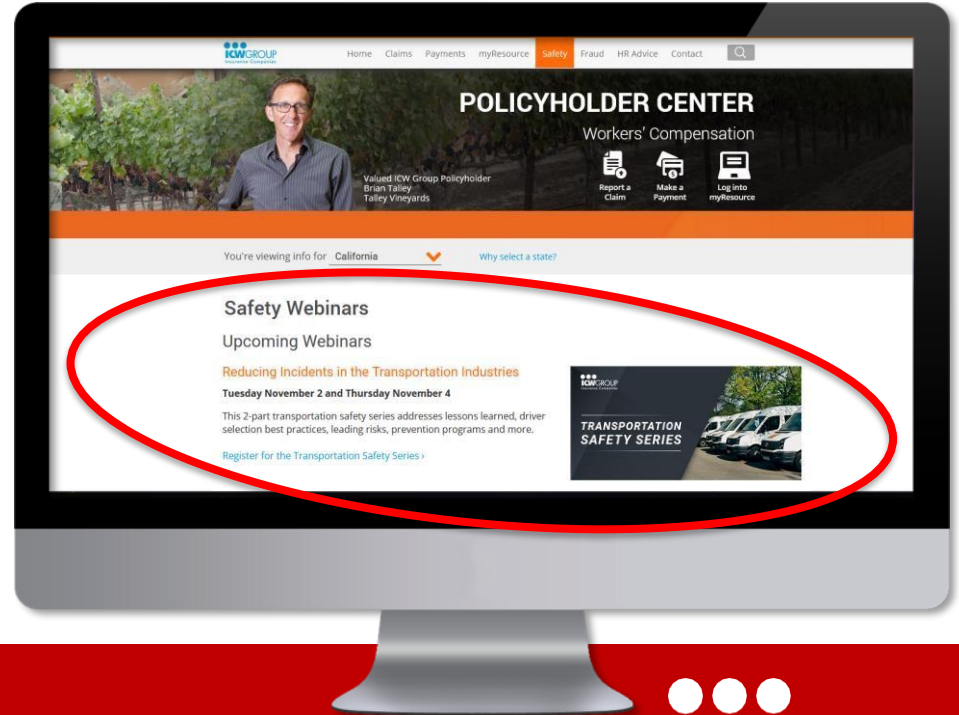 ICWGROUP
Insurance Companies
Home Claims Payments myResource Safety Fraud HR Advice Contact
POLICYHOLDER CENTER
Workers' Compensation
Valued ICW Group Policyholder
Brian Talley
Talley Vineyards
Report a Claim
Make a Payment
Log into myResource
You're viewing info for California
Why select a state?
Safety Webinars
Upcoming Webinars
Reducing Incidents in the Transportation Industries
Tuesday November 2 and Thursday November 4
This 2-part transportation safety series addresses lessons learned, driver
selection best practices, leading risks, prevention programs and more.
Register for the Transportation Safety Series ›
ICWGROUP
Insurance Companies
TRANSPORTATION
SAFETY SERIES